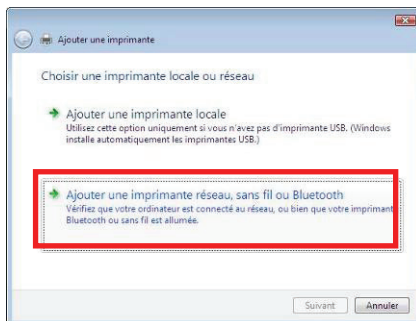 Ajouter une imprimante
Choisir une imprimante locale ou réseau
Ajouter une imprimante locale
Utilisez cette option uniquement si vous n'avez pas d'imprimante USB. (Windows
installe automatiquement les imprimantes USB.)
Ajouter une imprimante réseau, sans fil ou Bluetooth
Vérifiez que votre ordinateur est connecté au réseau, ou bien que votre imprimant
Bluetooth ou sans fil est allumée.
Suivant Annuler